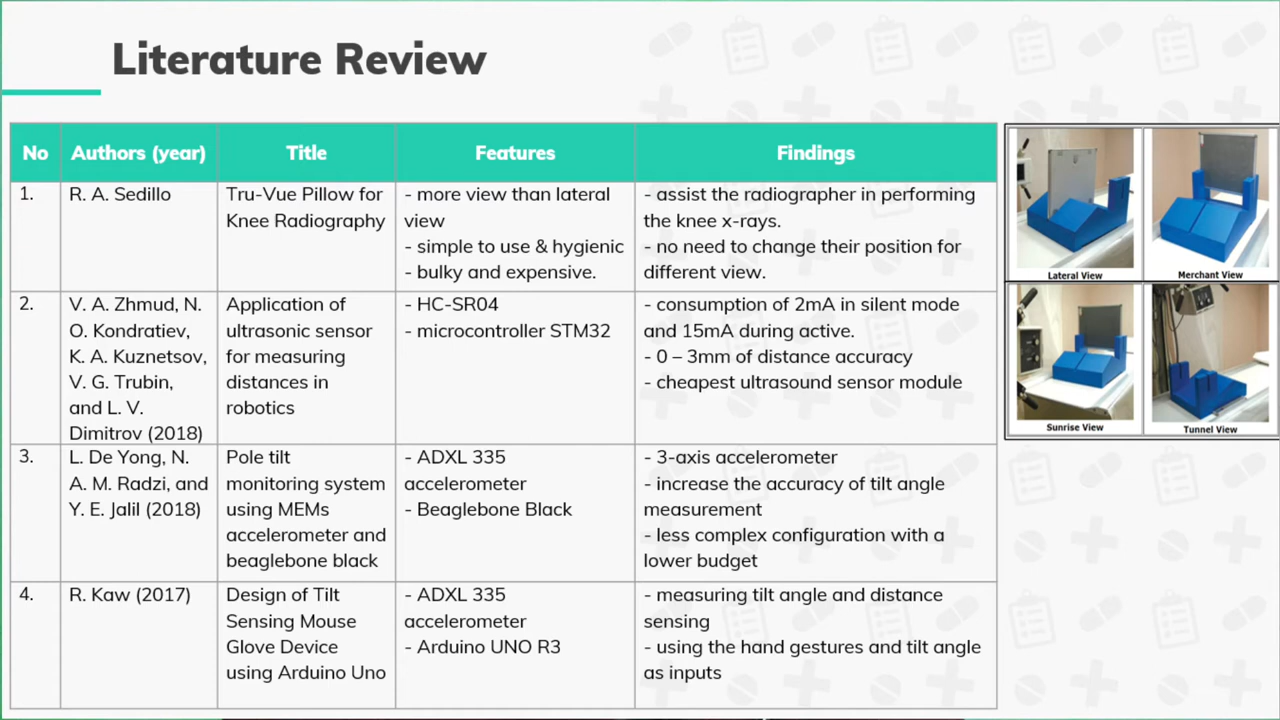 Literature Review
No
Authors (year)
Title
Features
Findings
1.
R. A. Sedillo
Tru-Vue Pillow for
Knee Radiography
- more view than lateral
view
- simple to use & hygienic
- bulky and expensive.
- assist the radiographer in performing
the knee x-rays.
- no need to change their position for
different view.
2.
V. A. Zhmud, N.
O. Kondratiev,
K. A. Kuznetsov,
V. G. Trubin,
and L. V.
Dimitrov (2018)
Application of
ultrasonic sensor
for measuring
distances in
robotics
- HC-SR04
- microcontroller STM32
- consumption of 2mA in silent mode
and 15mA during active.
- 0 – 3mm of distance accuracy
- cheapest ultrasound sensor module
3.
L. De Yong, N.
A. M. Radzi, and
Y. E. Jalil (2018)
Pole tilt
monitoring system
using MEMs
accelerometer and
beaglebone black
- ADXL 335
accelerometer
- Beaglebone Black
- 3-axis accelerometer
- increase the accuracy of tilt angle
measurement
- less complex configuration with a
lower budget
4.
R. Kaw (2017)
Design of Tilt
Sensing Mouse
Glove Device
using Arduino Uno
- ADXL 335
accelerometer
- Arduino UNO R3
- measuring tilt angle and distance
sensing
- using the hand gestures and tilt angle
as inputs
Lateral View
Merchant View
Sunrise View
Tunnel View